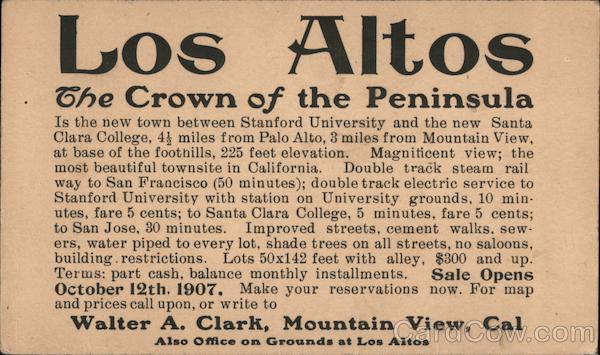 Los Altos
The Crown of the Peninsula
Is the new town between Stanford University and the new Santa
Clara College, 4½ miles from Palo Alto, 3 miles from Mountain View,
at base of the foothills, 225 feet elevation. Magnificent view; the
most beautiful townsite in California. Double track steam rail
way to San Francisco (50 minutes); double track electric service to
Stanford University with station on University grounds, 10 min-
utes, fare 5 cents; to Santa Clara College, 5 minutes, fare 5 cents;
to San Jose, 30 minutes. Improved streets, cement walks. sew-
ers, water piped to every lot, shade trees on all streets, no saloons,
building restrictions. Lots 50x142 feet with alley, $300 and up.
Terms: part cash, balance monthly installments. Sale Opens
October 12th, 1907. Make your reservations now. For map
and prices call upon, or write to
Walter A. Clark, Mountain View, Cal
Also Office on Grounds at Los Altos
CardCow.com